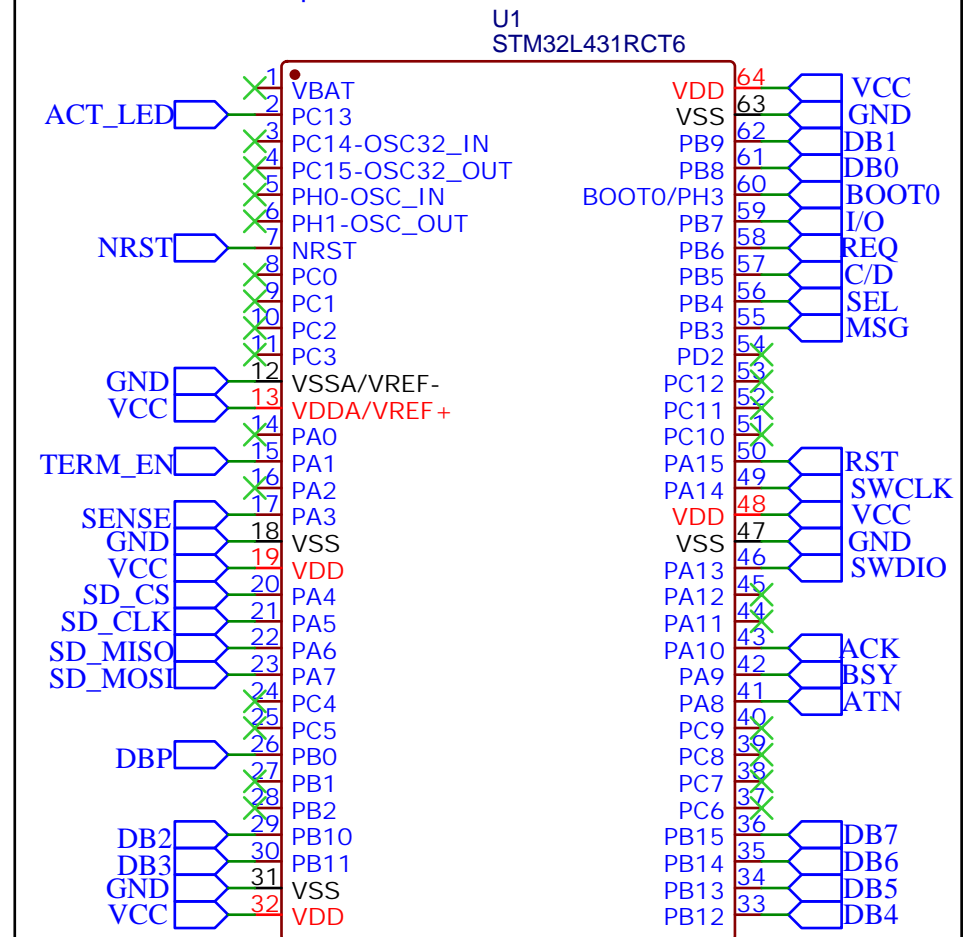 U1
STM32L431RCT6
1 VBAT VDD 64 VCC
ACT_LED 2 PC13 VSS 63 GND
3 PC14-OSC32_IN PB9 62 DB1
4 PC15-OSC32_OUT PB8 61 DB0
5 PH0-OSC_IN BOOT0/PH3 60 BOOT0
6 PH1-OSC_OUT PB7 59 I/O
NRST 7 NRST PB6 58 REQ
8 PC0 PB5 57 C/D
9 PC1 PB4 56 SEL
10 PC2 PB3 55 MSG
11 PC3 PD2 54
GND 12 VSSA/VREF- PC12 53
VCC 13 VDDA/VREF+ PC11 52
14 PA0 PC10 51
TERM_EN 15 PA1 PA15 50 RST
16 PA2 PA14 49 SWCLK
SENSE 17 PA3 VDD 48 VCC
GND 18 VSS VSS 47 GND
VCC 19 VDD PA13 46 SWDIO
SD_CS 20 PA4 PA12 45
SD_CLK 21 PA5 PA11 44
SD_MISO 22 PA6 PA10 43 ACK
SD_MOSI 23 PA7 PA9 42 BSY
24 PC4 PA8 41 ATN
25 PC5 PC9 40
DBP 26 PB0 PC8 39
27 PB1 PC7 38
28 PB2 PC6 37
DB2 29 PB10 PB15 36 DB7
DB3 30 PB11 PB14 35 DB6
GND 31 VSS PB13 34 DB5
VCC 32 VDD PB12 33 DB4